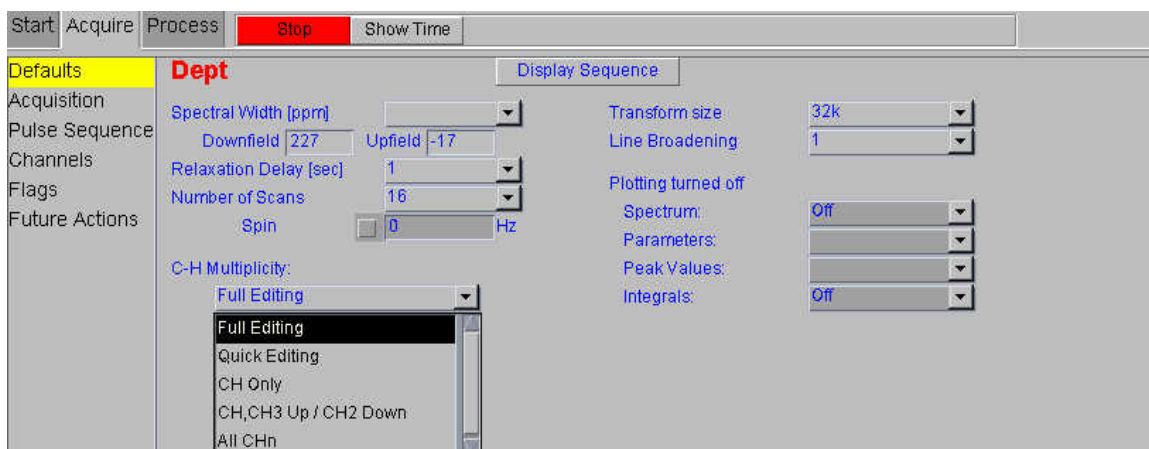 Start Acquire Process Stop Show Time
Defaults
Acquisition
Pulse Sequence
Channels
Flags
Future Actions
Dept Display Sequence
Spectral Width [ppm]
Downfield 227 Upfield -17
Relaxation Delay [sec] 1
Number of Scans 16
Spin 0 Hz
C-H Multiplicity:
Full Editing
Full Editing
Quick Editing
CH Only
CH,CH3 Up / CH2 Down
All CHn
Transform size 32k
Line Broadening 1
Plotting turned off
Spectrum: Off
Parameters:
Peak Values:
Integrals: Off